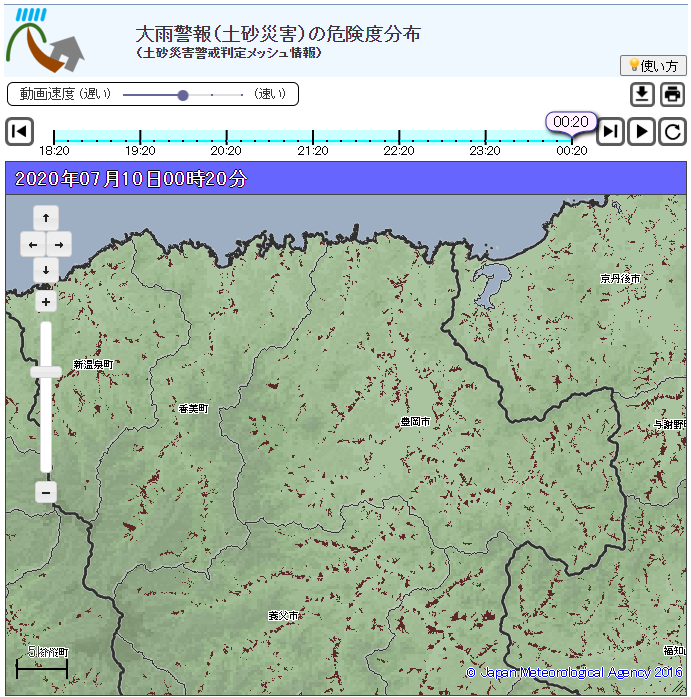 大雨警報(土砂災害)の危険度分布
(土砂災害警戒判定メッシュ情報)
使い方
動画速度 (遅い) (速い)
00:20
18:20 19:20 20:20 21:20 22:20 23:20 00:20
2020年07月10日00時20分
京丹後市
新温泉町
香美町
豊岡市
与謝野
養父市
福知
© Japan Meteorological Agency 2016